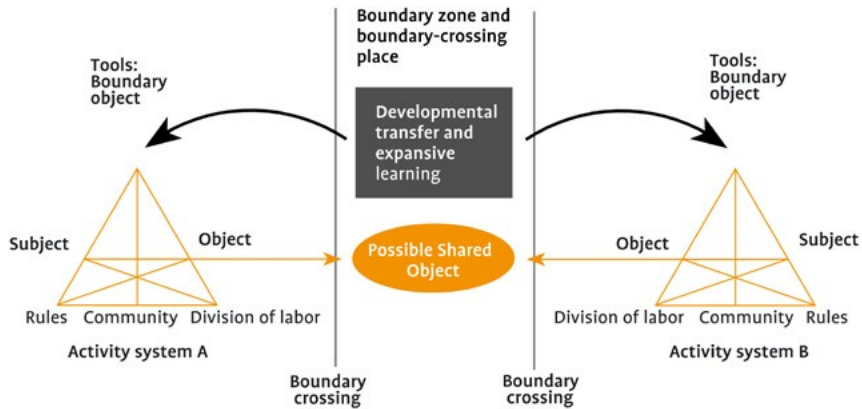 Boundary zone and
boundary-crossing
place
Tools:
Boundary
object
Tools:
Boundary
object
Developmental
transfer and
expansive
learning
Subject
Object
Possible Shared
Object
Object
Subject
Rules
Community
Division of labor
Division of labor
Community
Rules
Activity system A
Activity system B
Boundary
crossing
Boundary
crossing